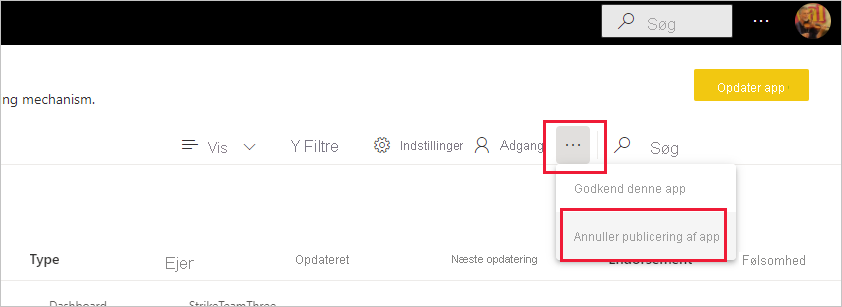 Søg ...
ng mechanism.
Opdater app
Vis Y Filtre Indstillinger Adgang ... Søg
Godkend denne app
Annuller publicering af app
Type Ejer Opdateret Næste opdatering Endorsement Følsomhed
Dashboard StrikeTeamThree